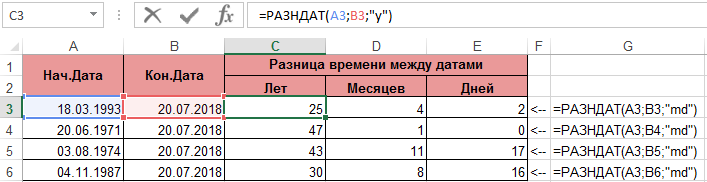 C3 =РАЗНДАТ(A3;B3;"y")
A B C D E F G
1 Нач.Дата Кон.Дата Разница времени между датами
2 Лет Месяцев Дней
3 18.03.1993 20.07.2018 25 4 2 <-- =РАЗНДАТ(A3;B3;"md")
4 20.06.1971 20.07.2018 47 1 0 <-- =РАЗНДАТ(A3;B4;"md")
5 03.08.1974 20.07.2018 43 11 17 <-- =РАЗНДАТ(A3;B5;"md")
6 04.11.1987 20.07.2018 30 8 16 <-- =РАЗНДАТ(A3;B6;"md")